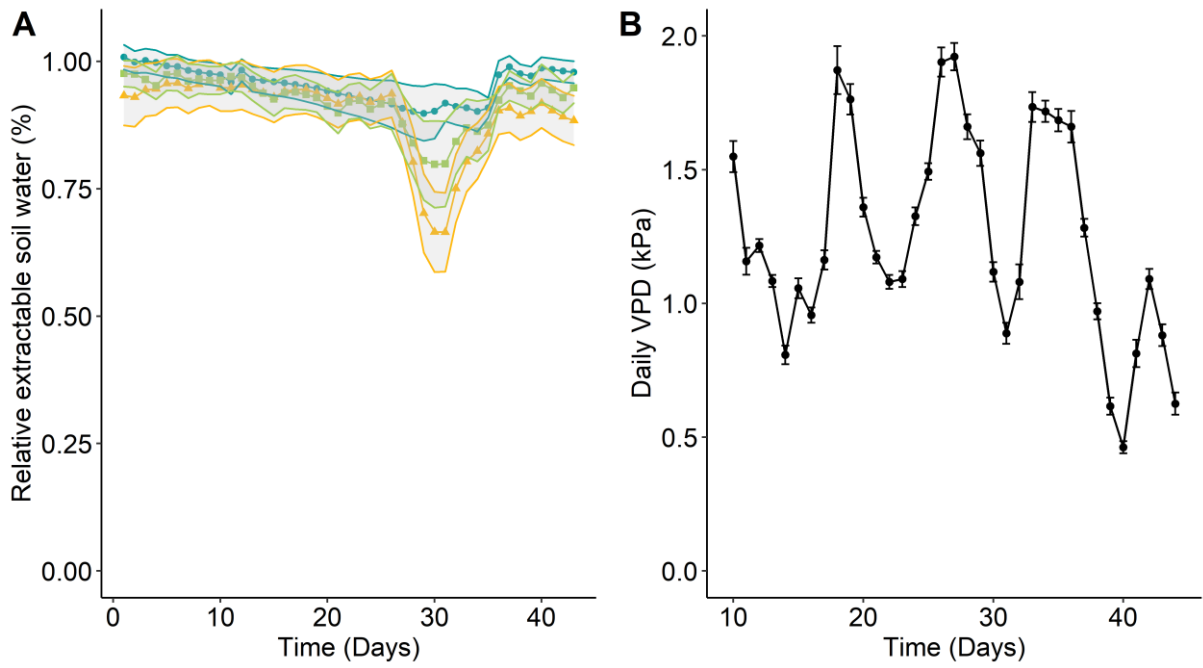 A
Relative extractable soil water (%)
1.00
0.75
0.50
0.25
0.00
0 10 20 30 40
Time (Days)
B
Daily VPD (kPa)
2.0
1.5
1.0
0.5
0.0
10 20 30 40
Time (Days)